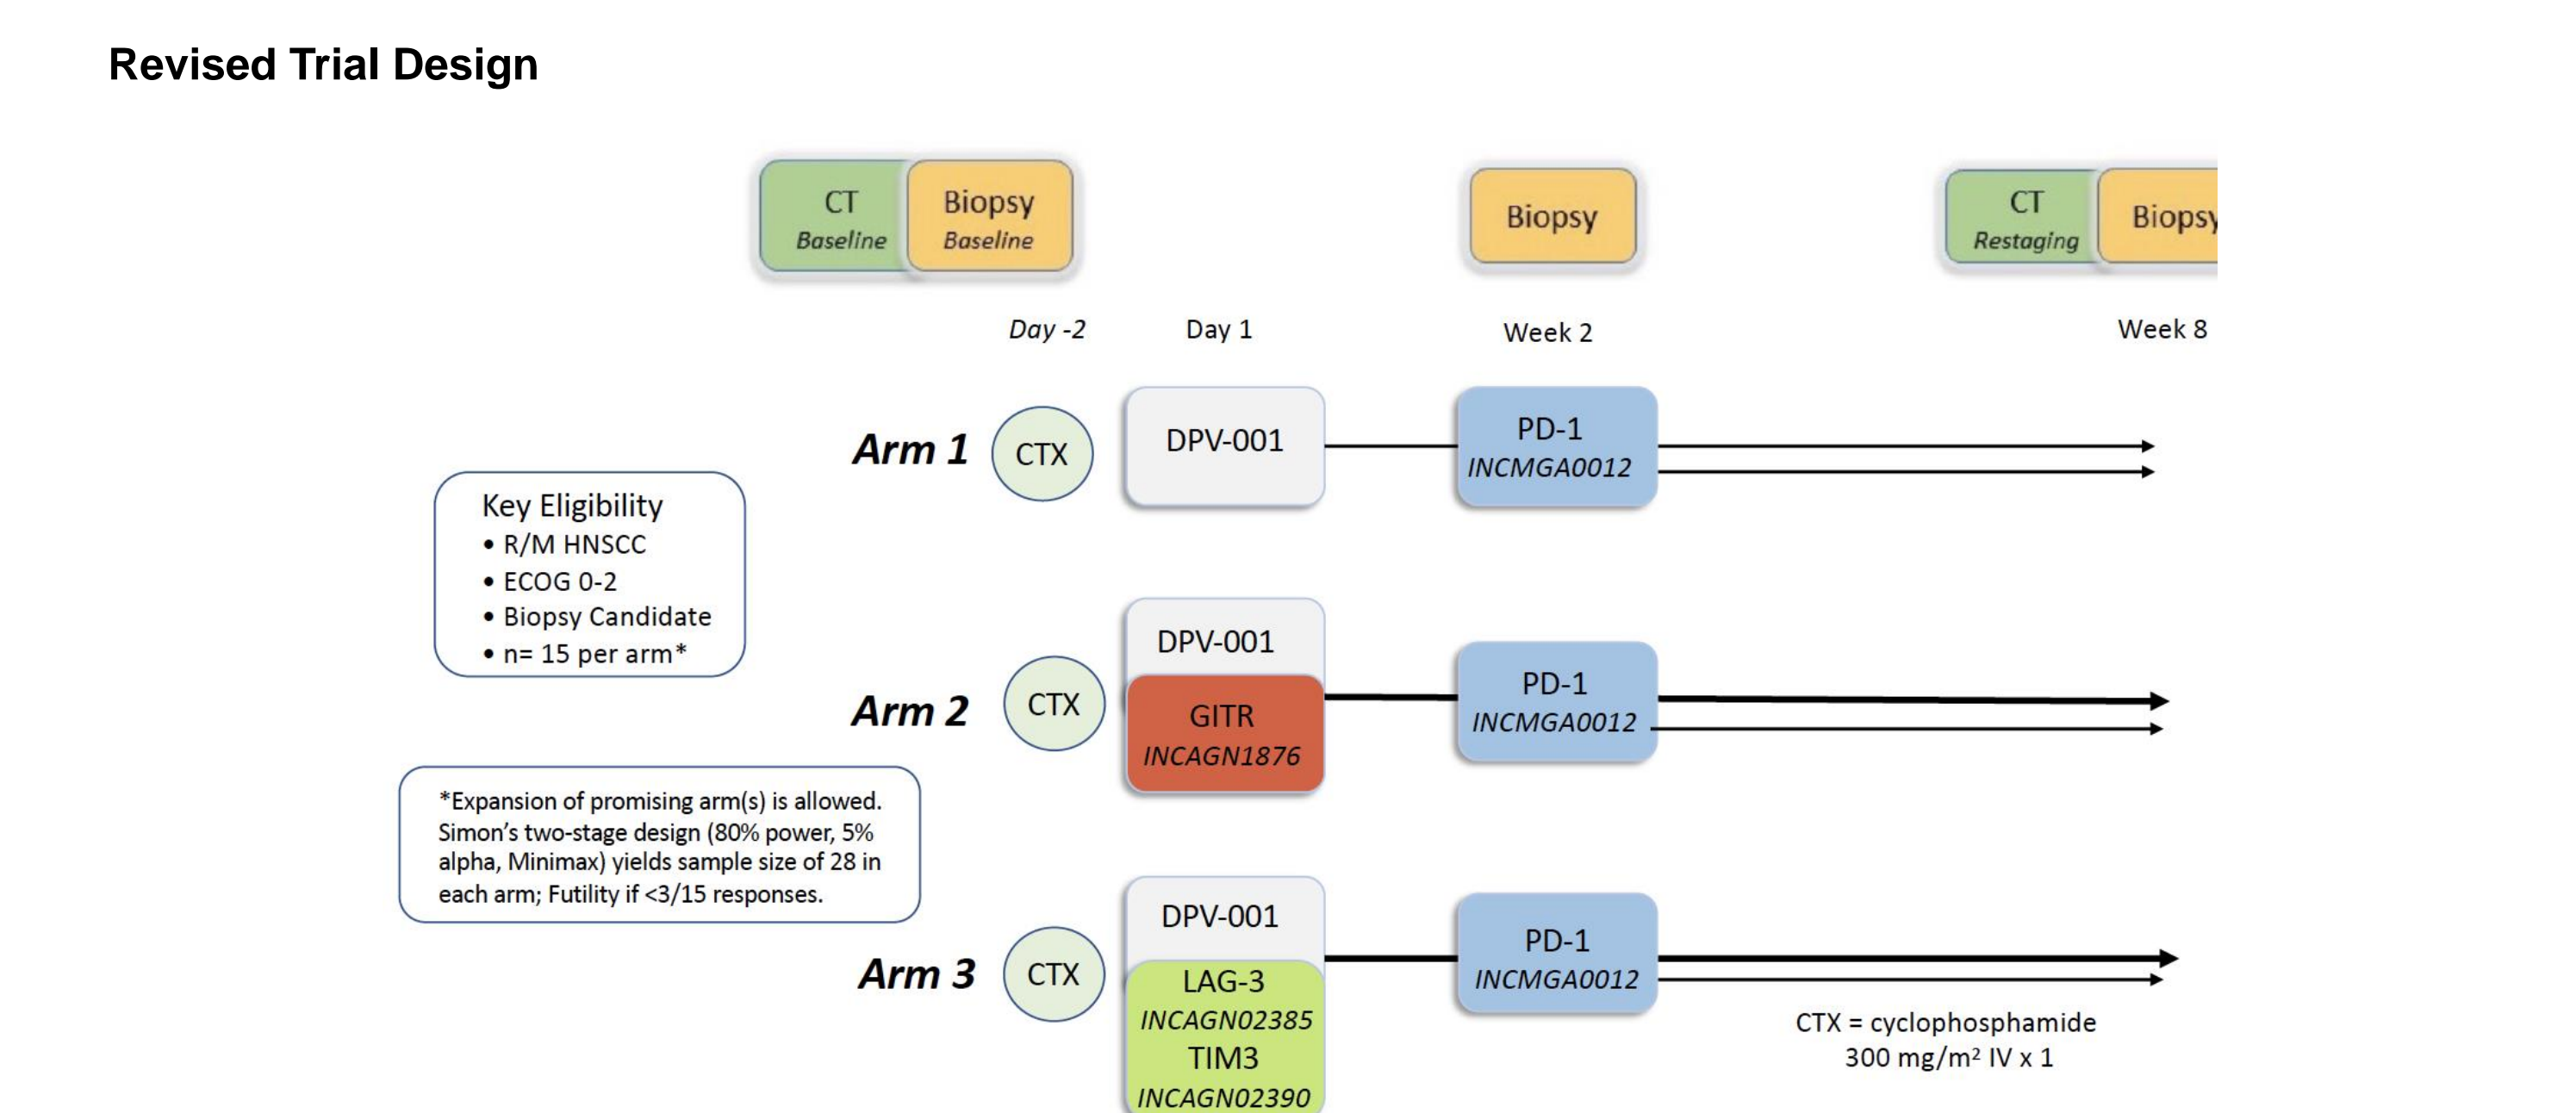 Revised Trial Design
CT
Baseline
Biopsy
Baseline
Biopsy
CT
Restaging
Biopsy
Day -2
Day 1
Week 2
Week 8
Arm 1
CTX
DPV-001
PD-1
INCMGA0012
Key Eligibility
• R/M HNSCC
• ECOG 0-2
• Biopsy Candidate
• n= 15 per arm*
Arm 2
CTX
DPV-001
GITR
INCAGN1876
PD-1
INCMGA0012
*Expansion of promising arm(s) is allowed.
Simon’s two-stage design (80% power, 5%
alpha, Minimax) yields sample size of 28 in
each arm; Futility if <3/15 responses.
Arm 3
CTX
DPV-001
LAG-3
INCAGN02385
TIM3
INCAGN02390
PD-1
INCMGA0012
CTX = cyclophosphamide
300 mg/m² IV x 1